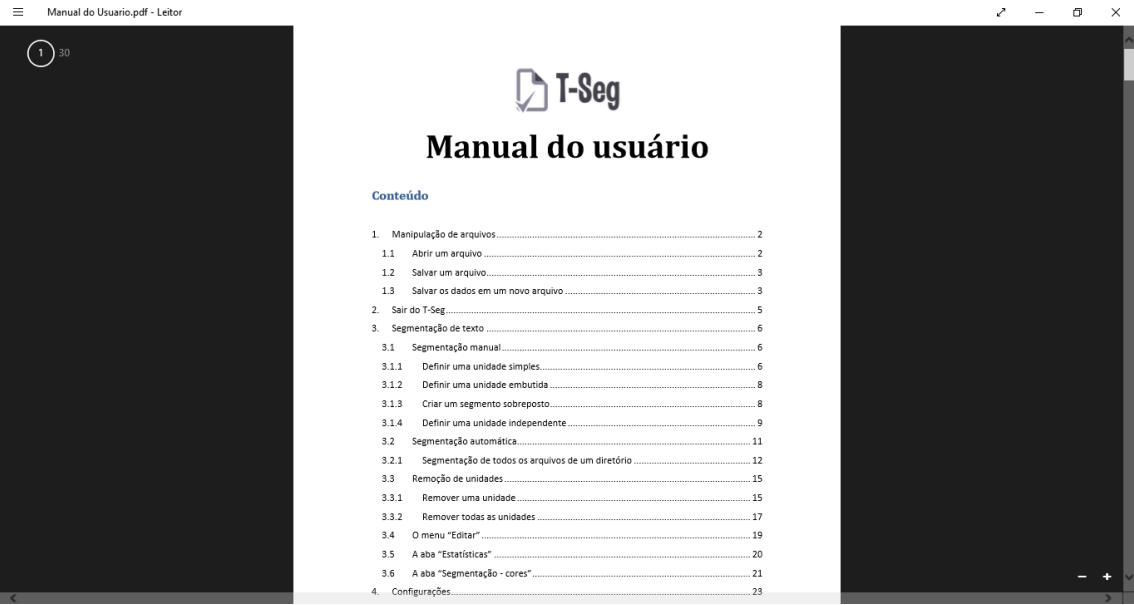 Manual do Usuario.pdf - Leitor
1 30
T-Seg
Manual do usuário
Conteúdo
1. Manipulação de arquivos 2
1.1 Abrir um arquivo 2
1.2 Salvar um arquivo 3
1.3 Salvar os dados em um novo arquivo 3
2. Sair do T-Seg 5
3. Segmentação de texto 6
3.1 Segmentação manual 6
3.1.1 Definir uma unidade simples 6
3.1.2 Definir uma unidade embutida 8
3.1.3 Criar um segmento sobreposto 8
3.1.4 Definir uma unidade independente 9
3.2 Segmentação automática 11
3.2.1 Segmentação de todos os arquivos de um diretório 12
3.3 Remoção de unidades 15
3.3.1 Remover uma unidade 15
3.3.2 Remover todas as unidades 17
3.4 O menu “Editar” 19
3.5 A aba “Estatísticas” 20
3.6 A aba “Segmentação - cores” 21
4. Configurações 23